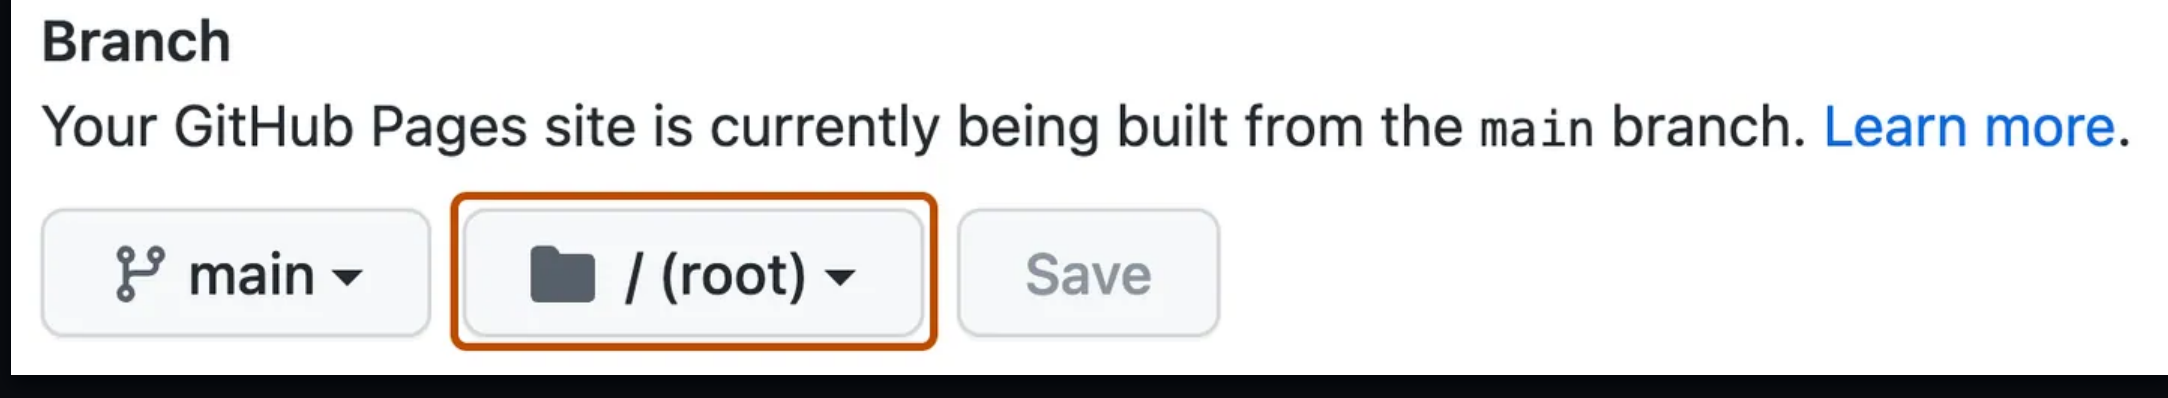 Branch
Your GitHub Pages site is currently being built from the main branch. Learn more.
main / (root) Save